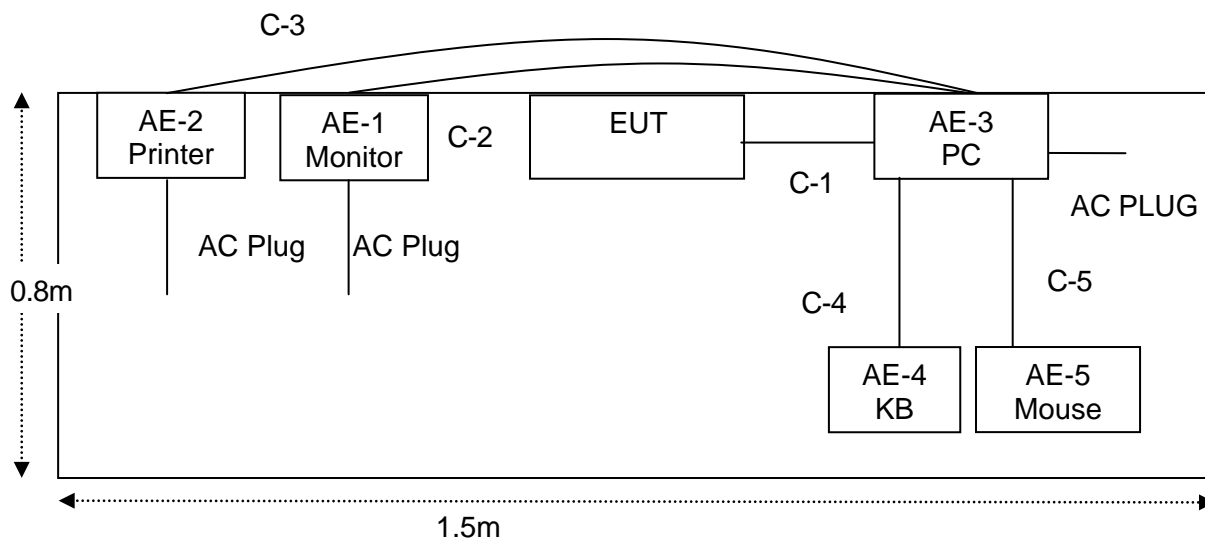 C-3
AE-2
Printer
AE-1
Monitor
C-2
EUT
C-1
AE-3
PC
AC PLUG
AC Plug
AC Plug
0.8m
C-4
C-5
AE-4
KB
AE-5
Mouse
1.5m